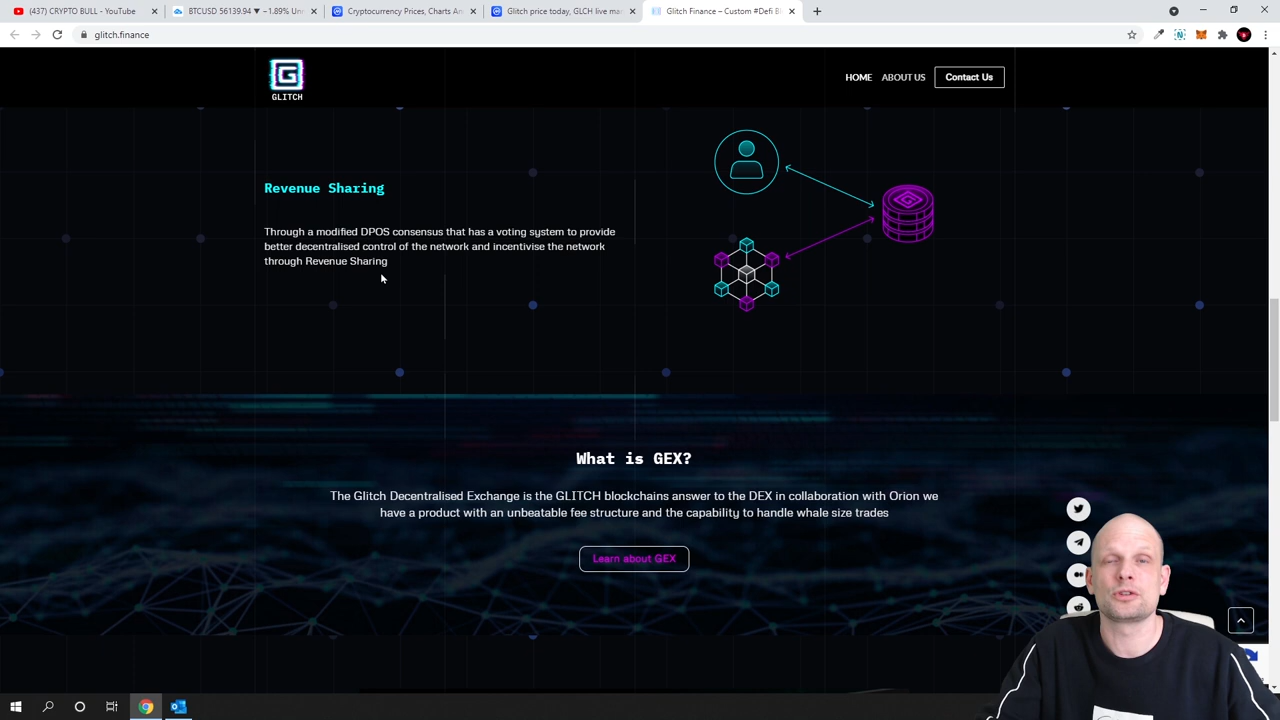 (437) CRYPTO BULL - YouTube
BTCUSD 56139.94 ▼ −1.89% Un
Cryptocurrency Prices, Charts An
Glitch price today, GLCH live ma
Glitch Finance – Custom #Defi Bl
glitch.finance
GLITCH
HOME
ABOUT US
Contact Us
Revenue Sharing
Through a modified DPOS consensus that has a voting system to provide
better decentralised control of the network and incentivise the network
through Revenue Sharing
What is GEX?
The Glitch Decentralised Exchange is the GLITCH blockchains answer to the DEX in collaboration with Orion we
have a product with an unbeatable fee structure and the capability to handle whale size trades
Learn about GEX